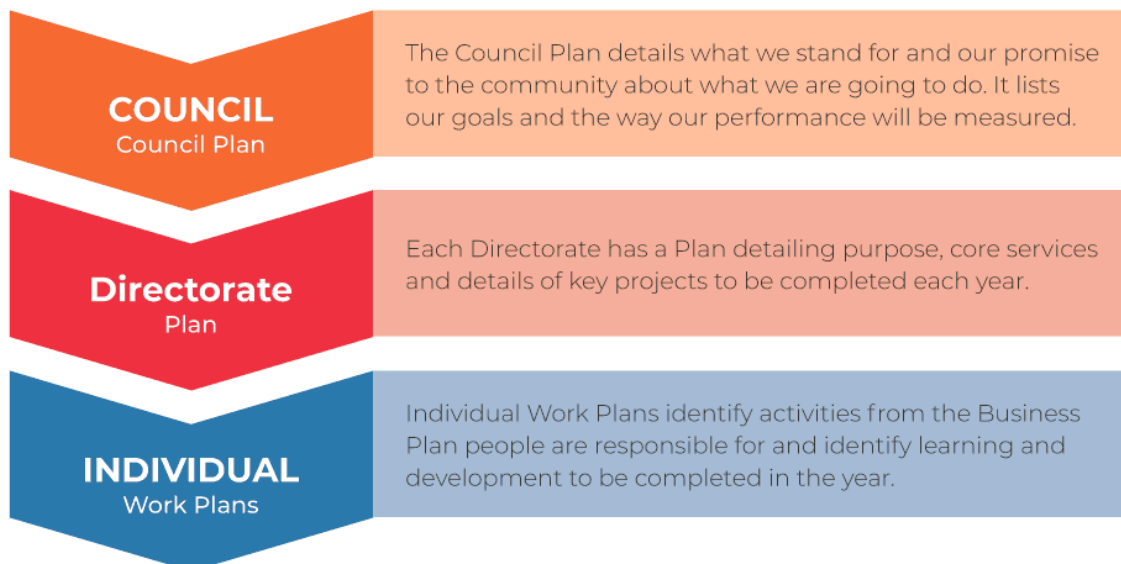 COUNCIL
Council Plan
The Council Plan details what we stand for and our promise
to the community about what we are going to do. It lists
our goals and the way our performance will be measured.
Directorate
Plan
Each Directorate has a Plan detailing purpose, core services
and details of key projects to be completed each year.
INDIVIDUAL
Work Plans
Individual Work Plans identify activities from the Business
Plan people are responsible for and identify learning and
development to be completed in the year.